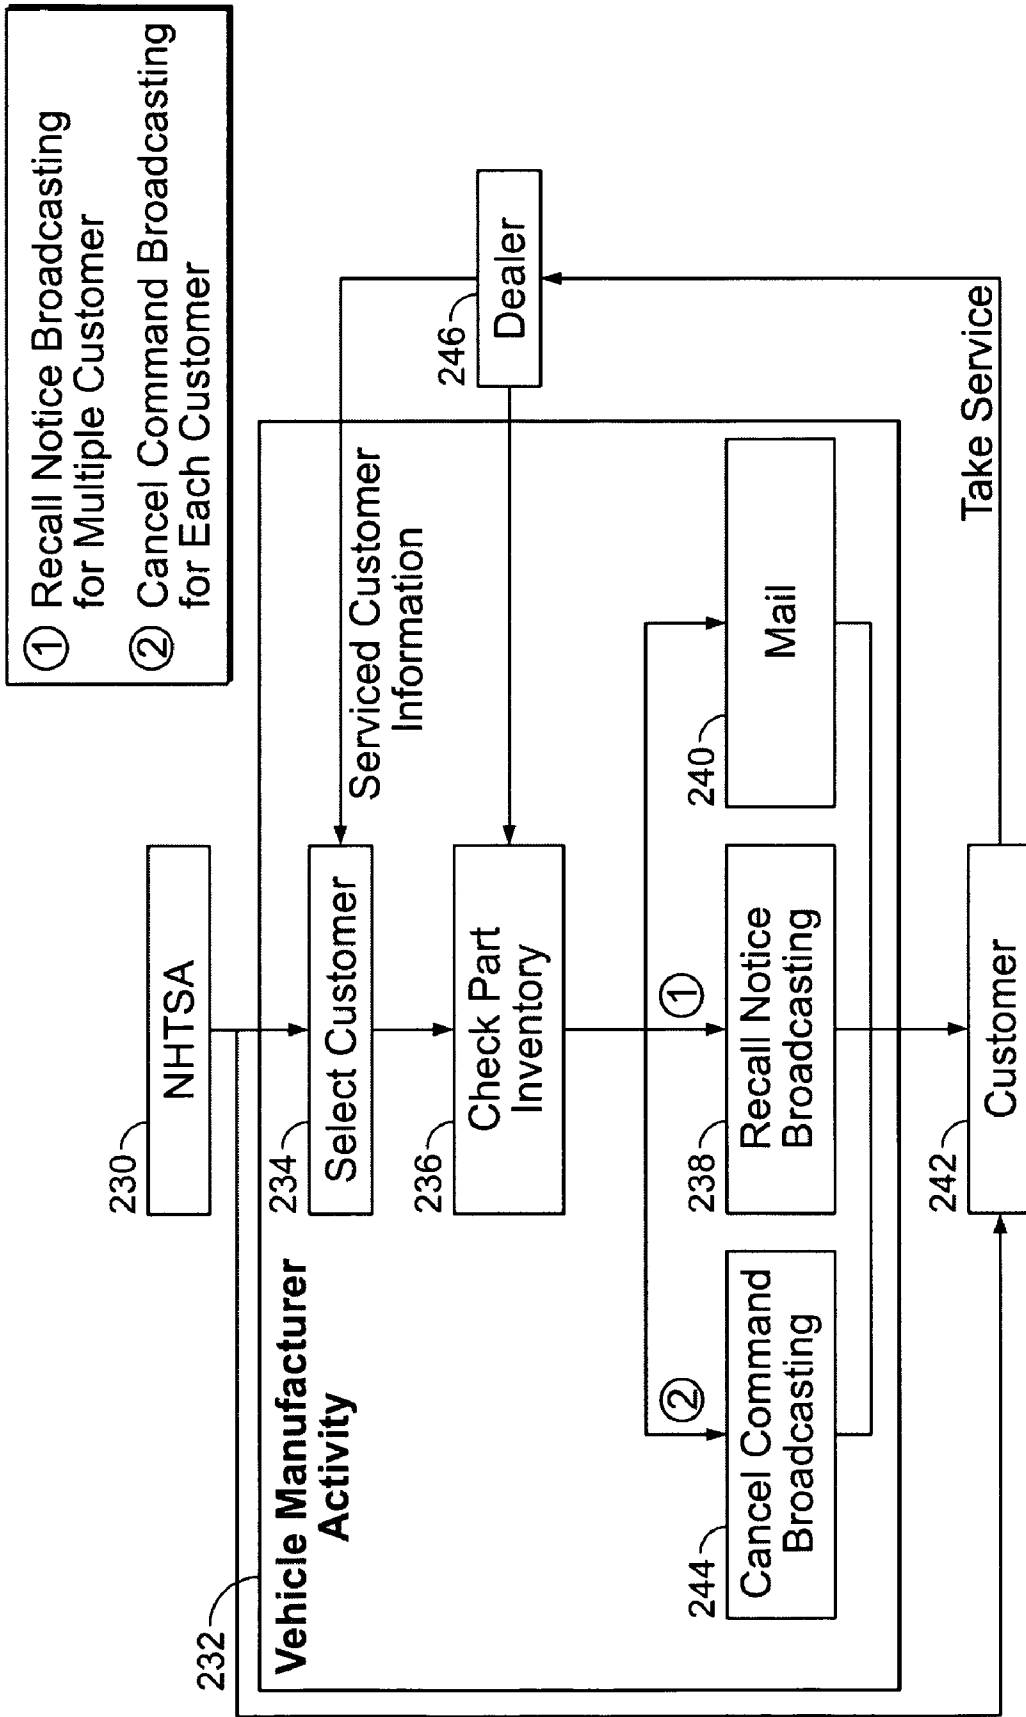 ① Recall Notice Broadcasting
for Multiple Customer
② Cancel Command Broadcasting
for Each Customer
230
NHTSA
232
Vehicle Manufacturer
Activity
234
Select Customer
Serviced Customer
Information
236
Check Part
Inventory
246
Dealer
②
①
244
Cancel Command
Broadcasting
238
Recall Notice
Broadcasting
240
Mail
242
Customer
Take Service